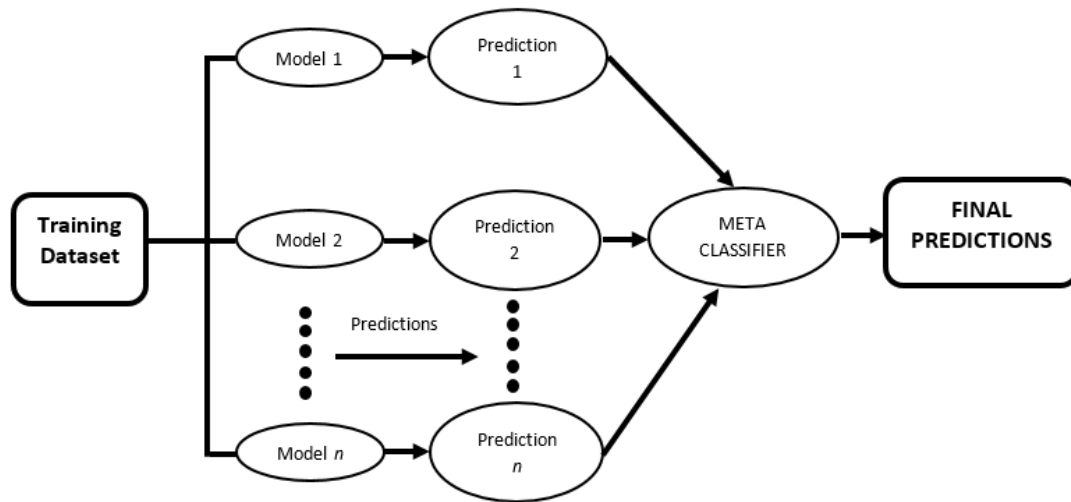 Model 1
Prediction
1
Training
Dataset
Model 2
Prediction
2
META
CLASSIFIER
FINAL
PREDICTIONS
Predictions
Model n
Prediction
n